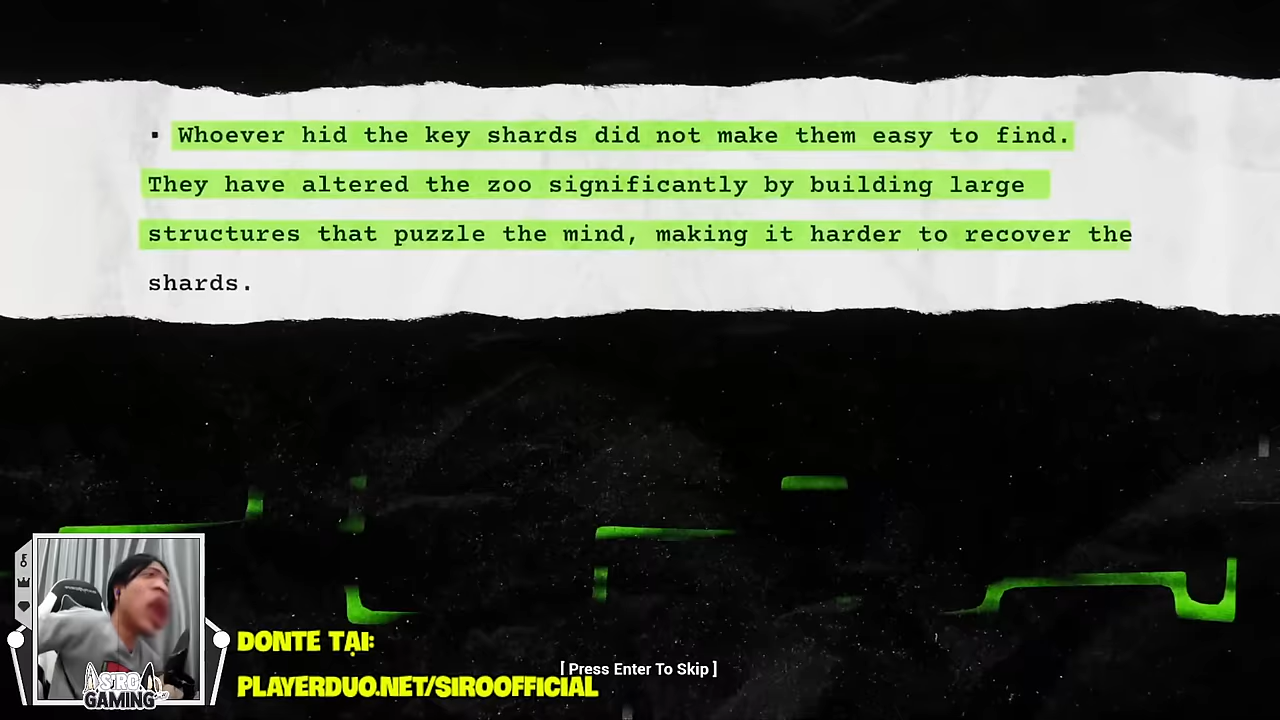 ▪ Whoever hid the key shards did not make them easy to find.
They have altered the zoo significantly by building large
structures that puzzle the mind, making it harder to recover the
shards.
DONTE TẠI:
[ Press Enter To Skip ]
PLAYERDUO.NET/SIROOFFICIAL
SIRO
GAMING